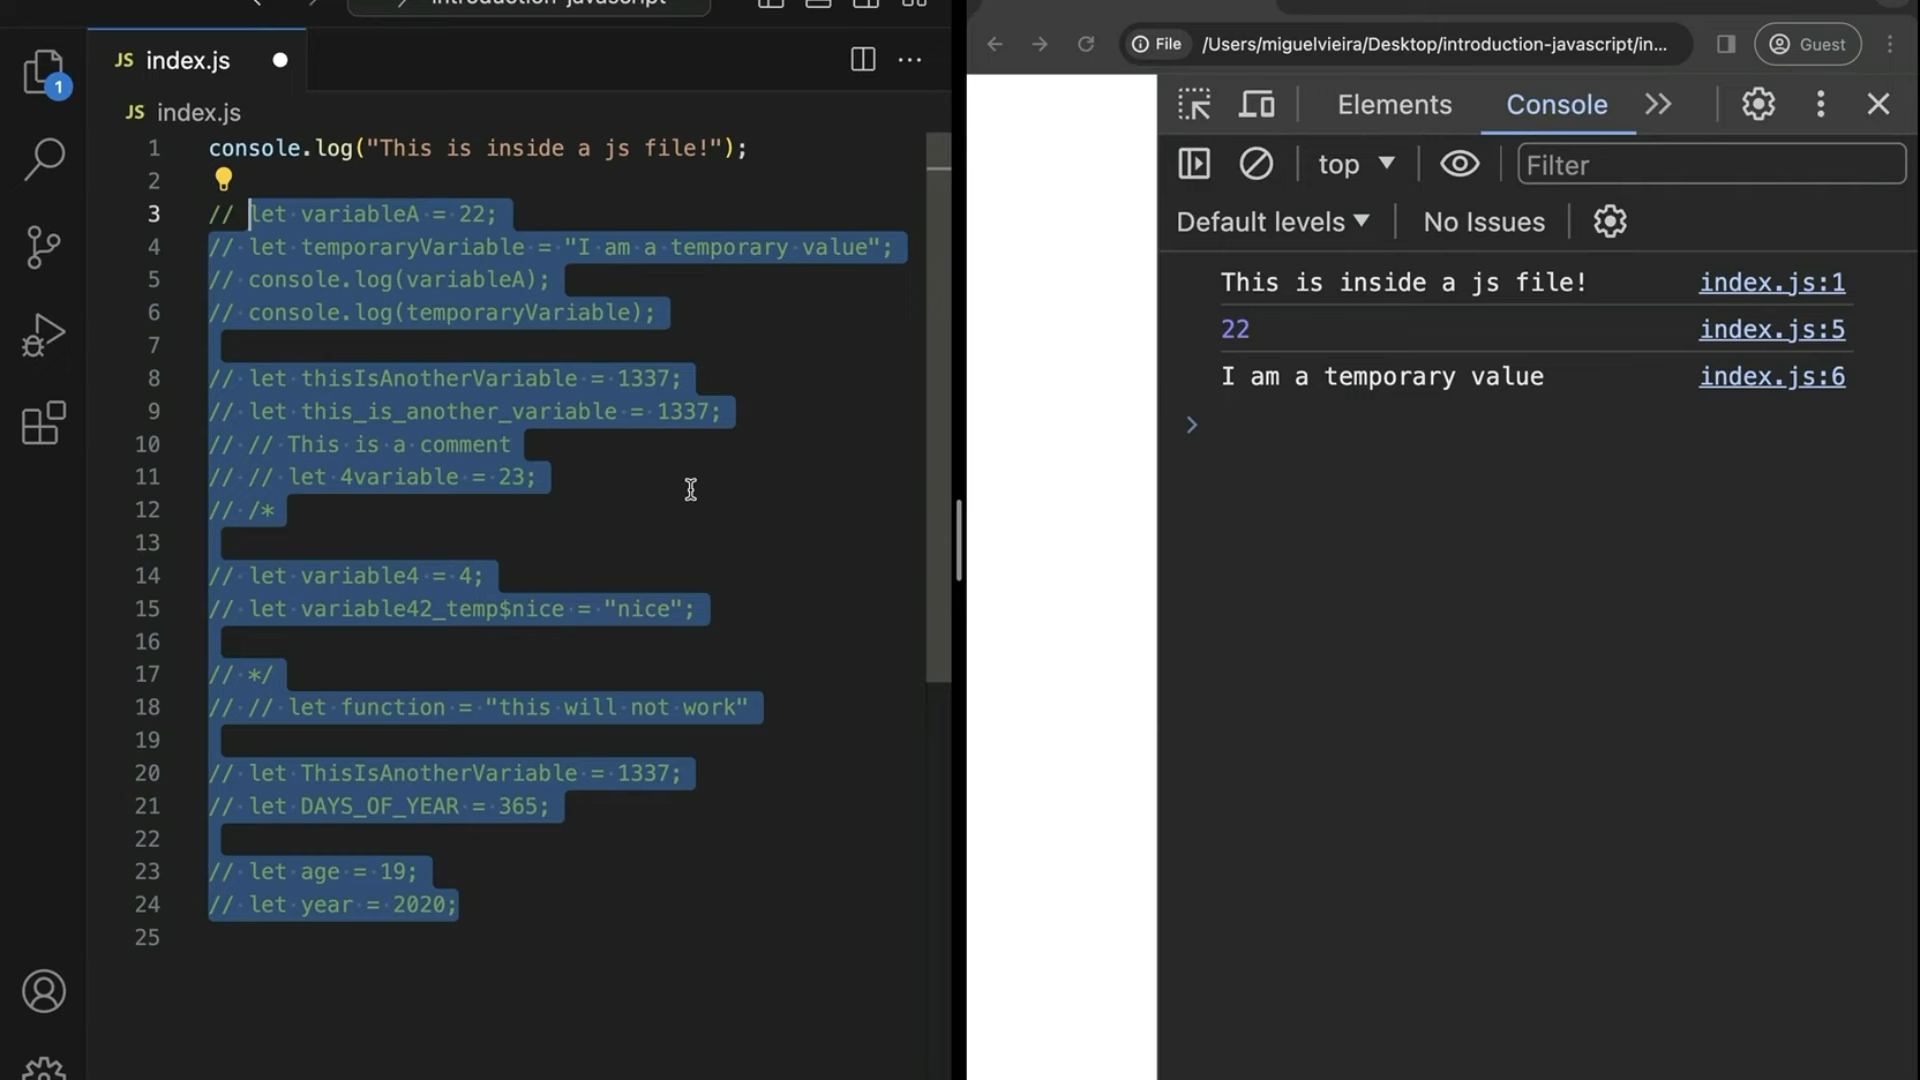 JS index.js
JS index.js
1 console.log("This is inside a js file!");
2
3 // let variableA = 22;
4 // let temporaryVariable = "I am a temporary value";
5 // console.log(variableA);
6 // console.log(temporaryVariable);
7
8 // let thisIsAnotherVariable = 1337;
9 // let this_is_another_variable = 1337;
10 // // This is a comment
11 // // let 4variable = 23;
12 // /*
13
14 // let variable4 = 4;
15 // let variable42_temp$nice = "nice";
16
17 // */
18 // // let function = "this will not work"
19
20 // let ThisIsAnotherVariable = 1337;
21 // let DAYS_OF_YEAR = 365;
22
23 // let age = 19;
24 // let year = 2020;
25
1
File /Users/miguelvieira/Desktop/introduction-javascript/in... Guest
Elements Console
top Filter
Default levels No Issues
This is inside a js file! index.js:1
22 index.js:5
I am a temporary value index.js:6